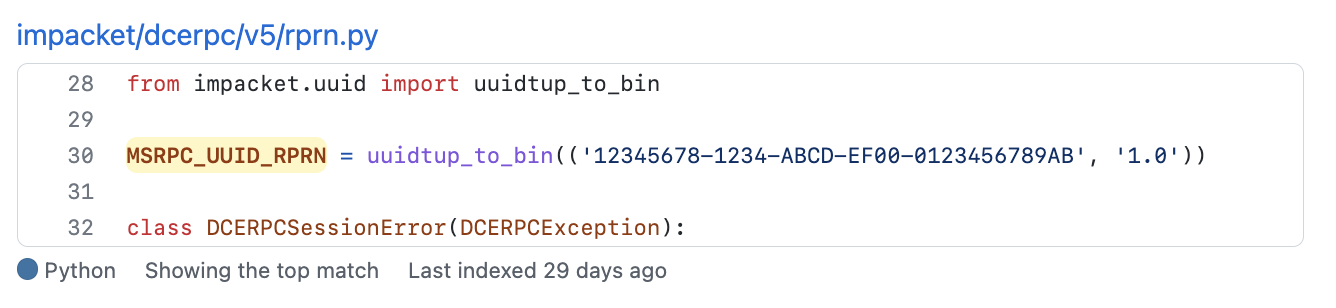 impacket/dcerpc/v5/rprn.py
28 from impacket.uuid import uuidtup_to_bin
29
30 MSRPC_UUID_RPRN = uuidtup_to_bin(('12345678-1234-ABCD-EF00-0123456789AB', '1.0'))
31
32 class DCERPCSessionError(DCERPCException):
Python Showing the top match Last indexed 29 days ago